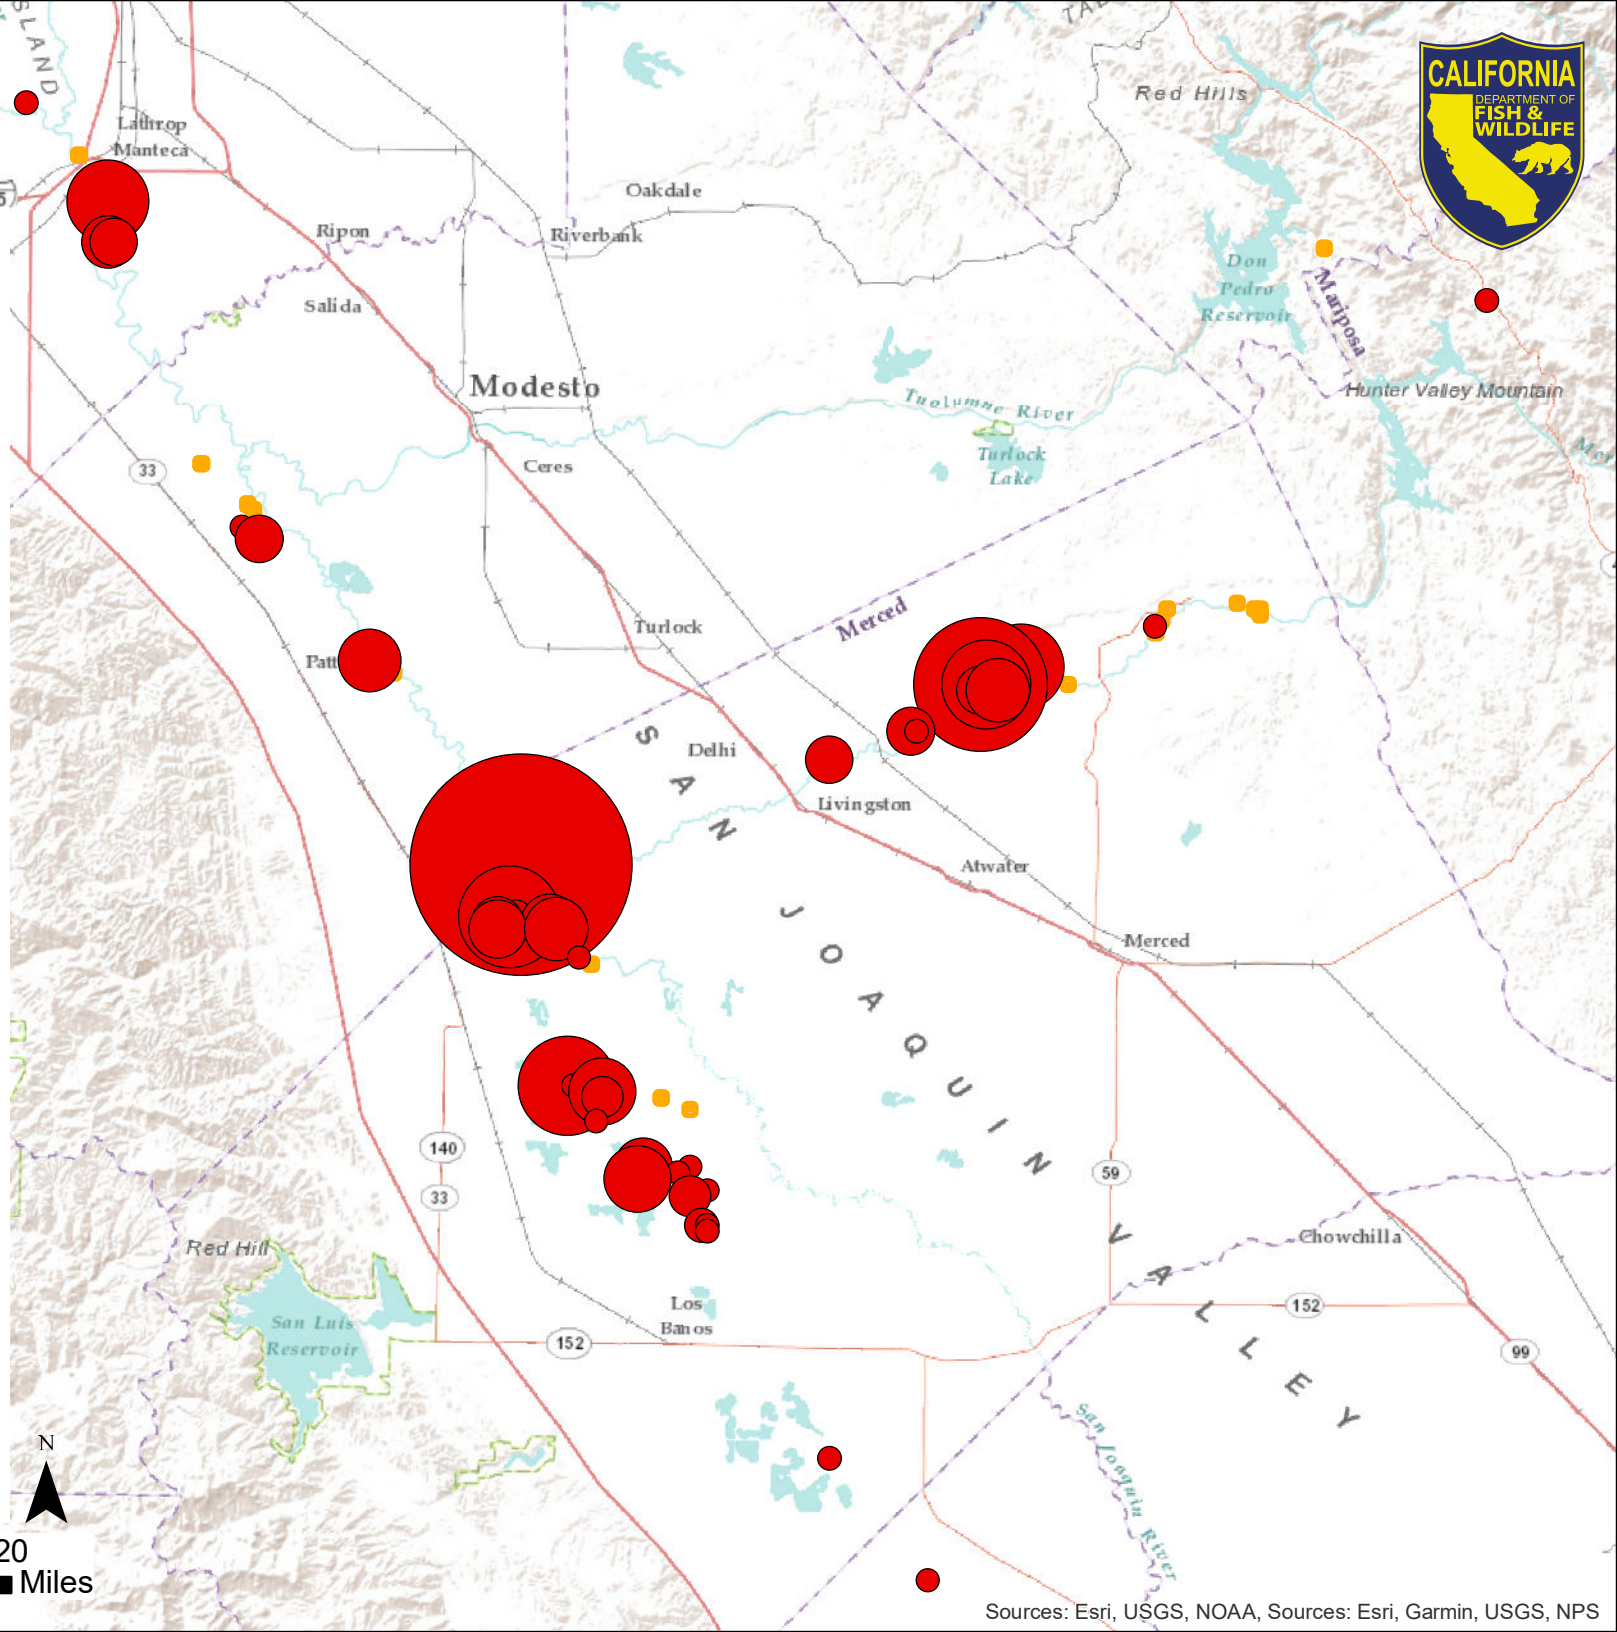 CALIFORNIA
DEPARTMENT OF
FISH &
WILDLIFE
Red Hills
Lathrop
Manteca
Oakdale
Ripon
Riverbank
Salida
Don
Pedro
Reservoir
Mariposa
Hunter Valley Mountain
Modesto
Tuolumne River
Turlock
Lake
33
Ceres
Merced
Turlock
Patt
Delhi
Livingston
Atwater
Merced
SAN JOAQUIN VALLEY
140
33
59
Red Hill
Chowchilla
152
99
Los
Banos
152
San Luis
Reservoir
San Joaquin River
N
20
Miles
Sources: Esri, USGS, NOAA, Sources: Esri, Garmin, USGS, NPS